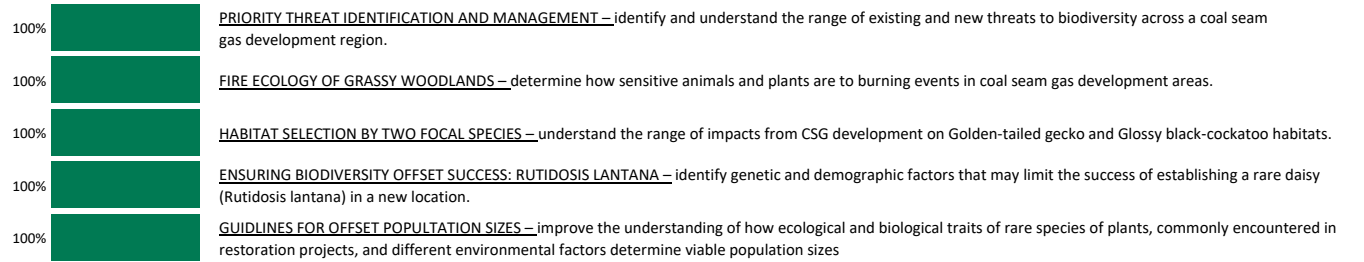 100% PRIORITY THREAT IDENTIFICATION AND MANAGEMENT – identify and understand the range of existing and new threats to biodiversity across a coal seam
gas development region.
100% FIRE ECOLOGY OF GRASSY WOODLANDS – determine how sensitive animals and plants are to burning events in coal seam gas development areas.
100% HABITAT SELECTION BY TWO FOCAL SPECIES – understand the range of impacts from CSG development on Golden-tailed gecko and Glossy black-cockatoo habitats.
100% ENSURING BIODIVERSITY OFFSET SUCCESS: RUTIDOSIS LANTANA – identify genetic and demographic factors that may limit the success of establishing a rare daisy
(Rutidosis lantana) in a new location.
100% GUIDLINES FOR OFFSET POPULTATION SIZES – improve the understanding of how ecological and biological traits of rare species of plants, commonly encountered in
restoration projects, and different environmental factors determine viable population sizes